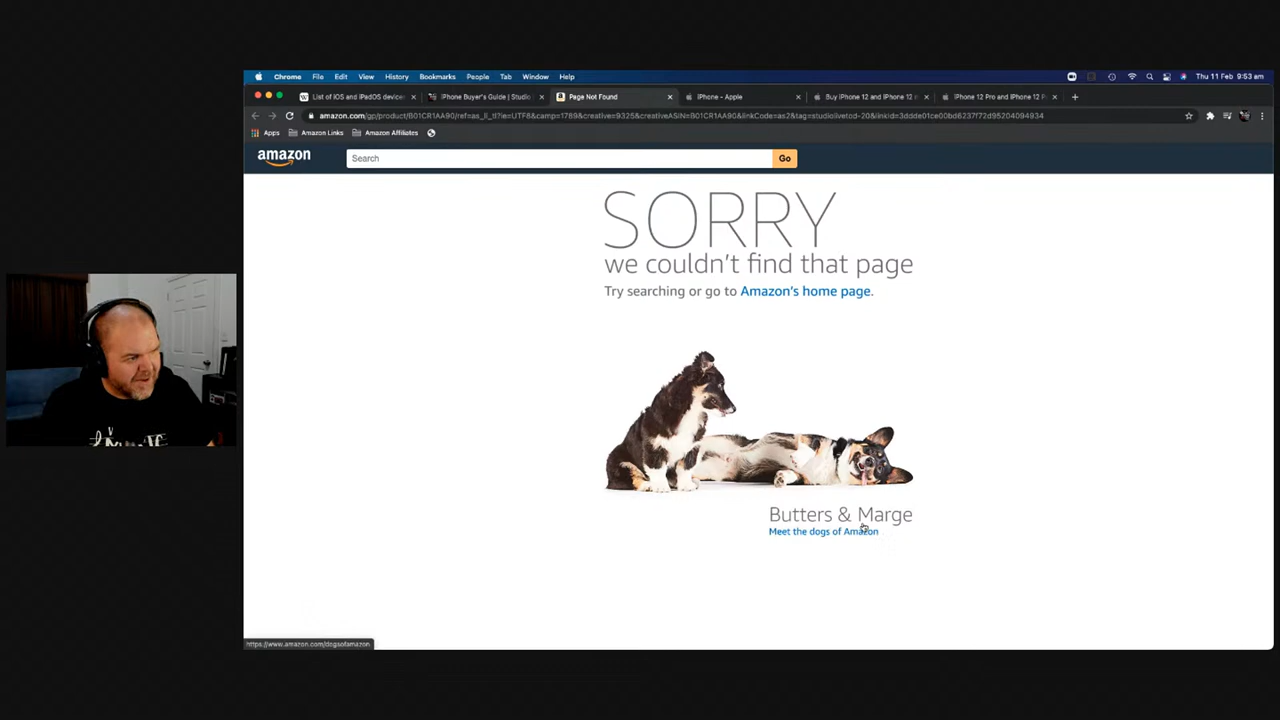 Chrome File Edit View History Bookmarks People Tab Window Help
Thu 11 Feb 9:53 am
List of iOS and iPadOS devices
iPhone Buyer's Guide | Studio
Page Not Found
iPhone - Apple
Buy iPhone 12 and iPhone 12 m
iPhone 12 Pro and iPhone 12 P
Apps Amazon Links Amazon Affiliates
amazon
Search
Go
SORRY
we couldn't find that page
Try searching or go to Amazon's home page.
Butters & Marge
Meet the dogs of Amazon
https://www.amazon.com/dogsofamazon